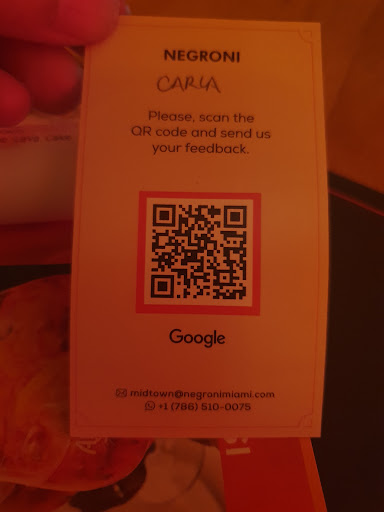 NEGRONI
CARLA
Please, scan the
QR code and send us
your feedback.
Google
midtown@negronimiami.com
+1 (786) 510-0075